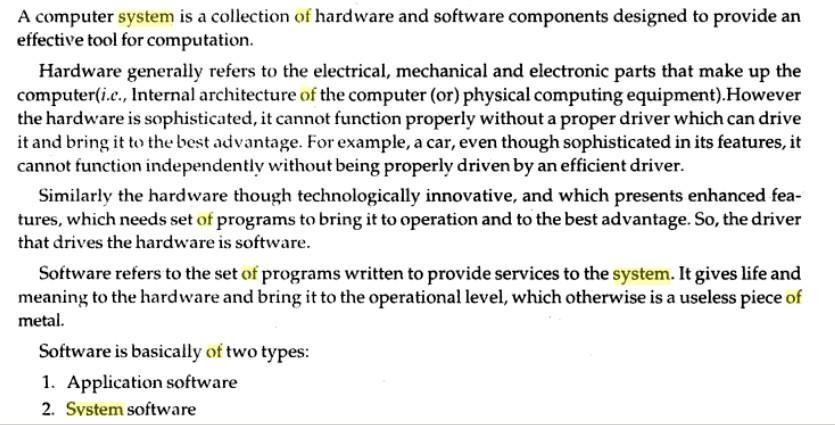 A computer system is a collection of hardware and software components designed to provide an
effective tool for computation.
Hardware generally refers to the electrical, mechanical and electronic parts that make up the
computer(i.e., Internal architecture of the computer (or) physical computing equipment).However
the hardware is sophisticated, it cannot function properly without a proper driver which can drive
it and bring it to the best advantage. For example, a car, even though sophisticated in its features, it
cannot function independently without being properly driven by an efficient driver.
Similarly the hardware though technologically innovative, and which presents enhanced fea-
tures, which needs set of programs to bring it to operation and to the best advantage. So, the driver
that drives the hardware is software.
Software refers to the set of programs written to provide services to the system. It gives life and
meaning to the hardware and bring it to the operational level, which otherwise is a useless piece of
metal.
Software is basically of two types:
1. Application software
2. System software